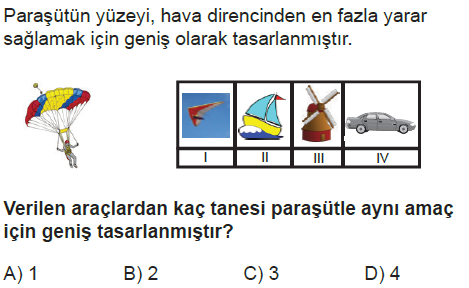 Paraşütün yüzeyi, hava direncinden en fazla yarar
sağlamak için geniş olarak tasarlanmıştır.
I II III IV
Verilen araçlardan kaç tanesi paraşütle aynı amaç
için geniş tasarlanmıştır?
A) 1 B) 2 C) 3 D) 4